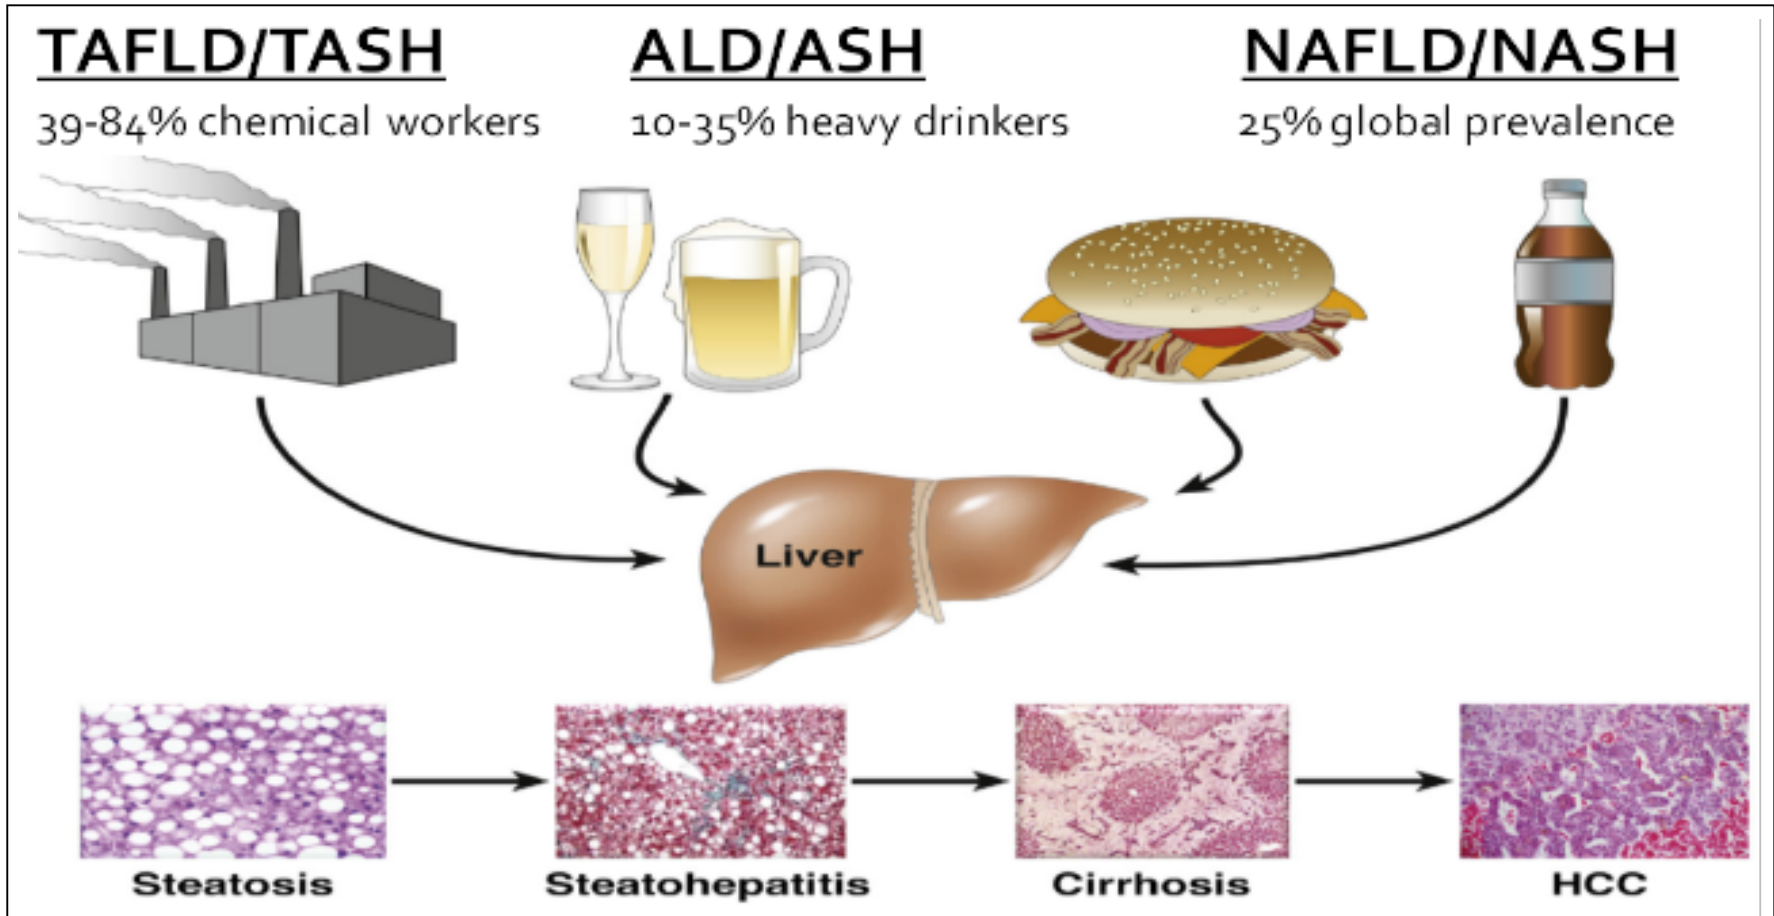 TAFLD/TASH
39-84% chemical workers
ALD/ASH
10-35% heavy drinkers
NAFLD/NASH
25% global prevalence
Liver
Steatosis
Steatohepatitis
Cirrhosis
HCC